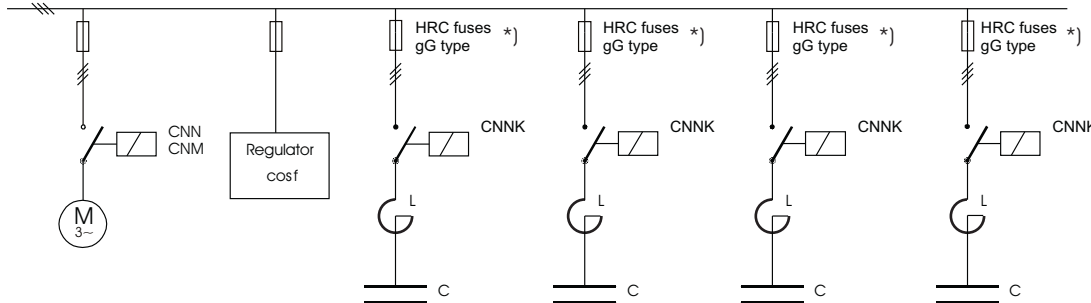 HRC fuses *)
gG type
HRC fuses *)
gG type
HRC fuses *)
gG type
HRC fuses *)
gG type
CNN
CNM
CNNK
CNNK
CNNK
CNNK
Regulator
cosf
M
3~
L
L
L
L
C
C
C
C